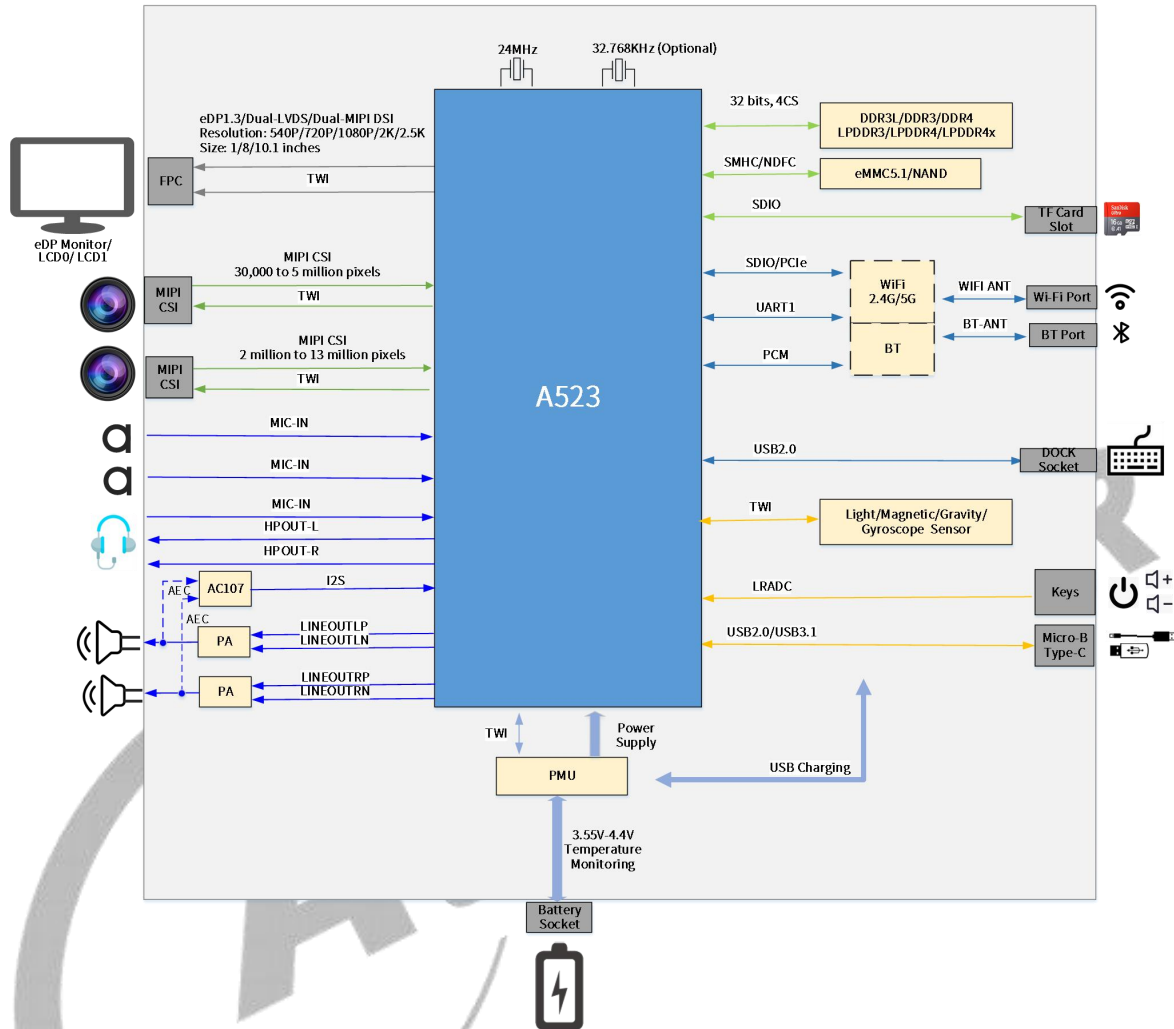 24MHz
32.768KHz (Optional)
eDP1.3/Dual-LVDS/Dual-MIPI DSI
Resolution: 540P/720P/1080P/2K/2.5K
Size: 1/8/10.1 inches
FPC
TWI
eDP Monitor/
LCD0/ LCD1
MIPI CSI
30,000 to 5 million pixels
MIPI
CSI
TWI
MIPI CSI
2 million to 13 million pixels
MIPI
CSI
TWI
MIC-IN
MIC-IN
MIC-IN
HPOUT-L
HPOUT-R
AEC
AC107
I2S
AEC
PA
LINEOUTLP
LINEOUTLN
PA
LINEOUTRP
LINEOUTRN
A523
32 bits, 4CS
DDR3L/DDR3/DDR4
LPDDR3/LPDDR4/LPDDR4x
SMHC/NDFC
eMMC5.1/NAND
SDIO
TF Card
Slot
SanDisk
Ultra
16GB
SDIO/PCIe
WiFi
2.4G/5G
WIFI ANT
Wi-Fi Port
UART1
BT-ANT
BT Port
PCM
BT
USB2.0
DOCK
Socket
TWI
Light/Magnetic/Gravity/
Gyroscope Sensor
LRADC
Keys
USB2.0/USB3.1
Micro-B
Type-C
TWI
Power
Supply
PMU
USB Charging
3.55V-4.4V
Temperature
Monitoring
Battery
Socket